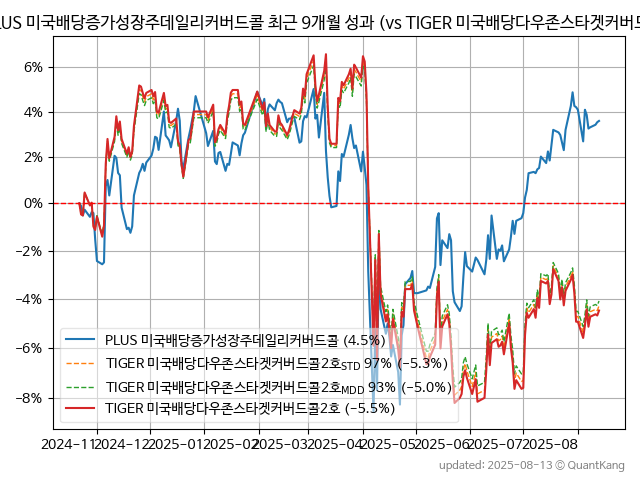 LUS 미국배당증가성장주데일리커버드콜 최근 9개월 성과 (vs TIGER 미국배당다우존스타겟커버드
6%
4%
2%
0%
−2%
−4%
−6%
−8%
PLUS 미국배당증가성장주데일리커버드콜 (4.5%)
TIGER 미국배당다우존스타겟커버드콜2호STD 97% (−5.3%)
TIGER 미국배당다우존스타겟커버드콜2호MDD 93% (−5.0%)
TIGER 미국배당다우존스타겟커버드콜2호 (−5.5%)
2024-11 2024-12 2025-01 2025-02 2025-03 2025-04 2025-05 2025-06 2025-07 2025-08
updated: 2025-08-13 ⓒ QuantKang